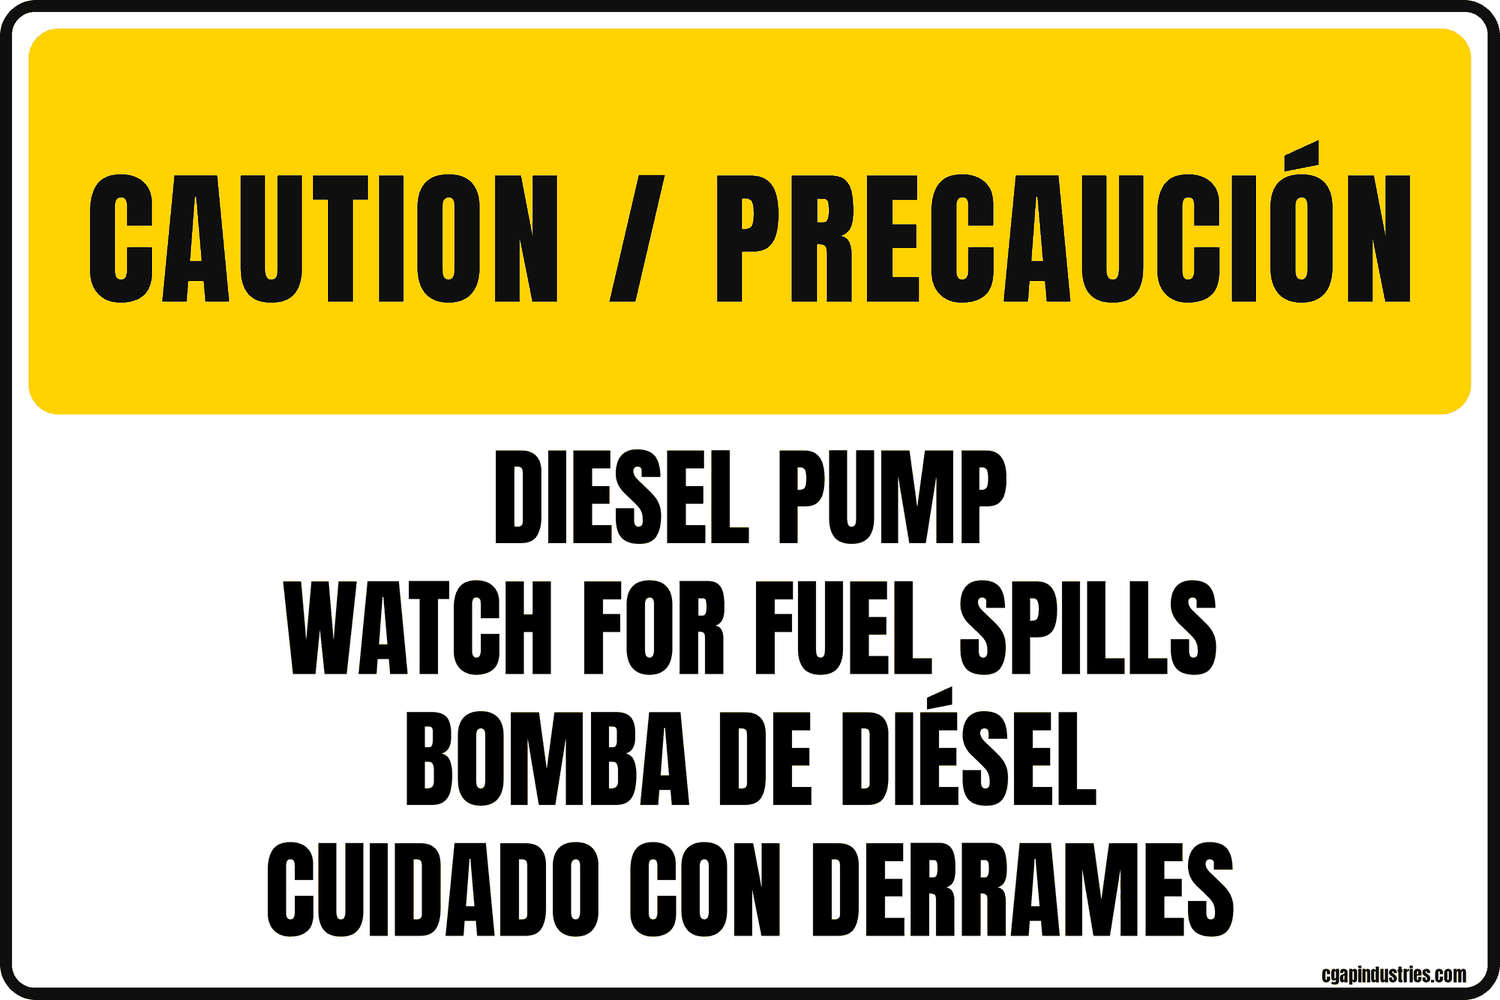 CAUTION / PRECAUCIÓN
DIESEL PUMP
WATCH FOR FUEL SPILLS
BOMBA DE DIÉSEL
CUIDADO CON DERRAMES
cgapindustries.com